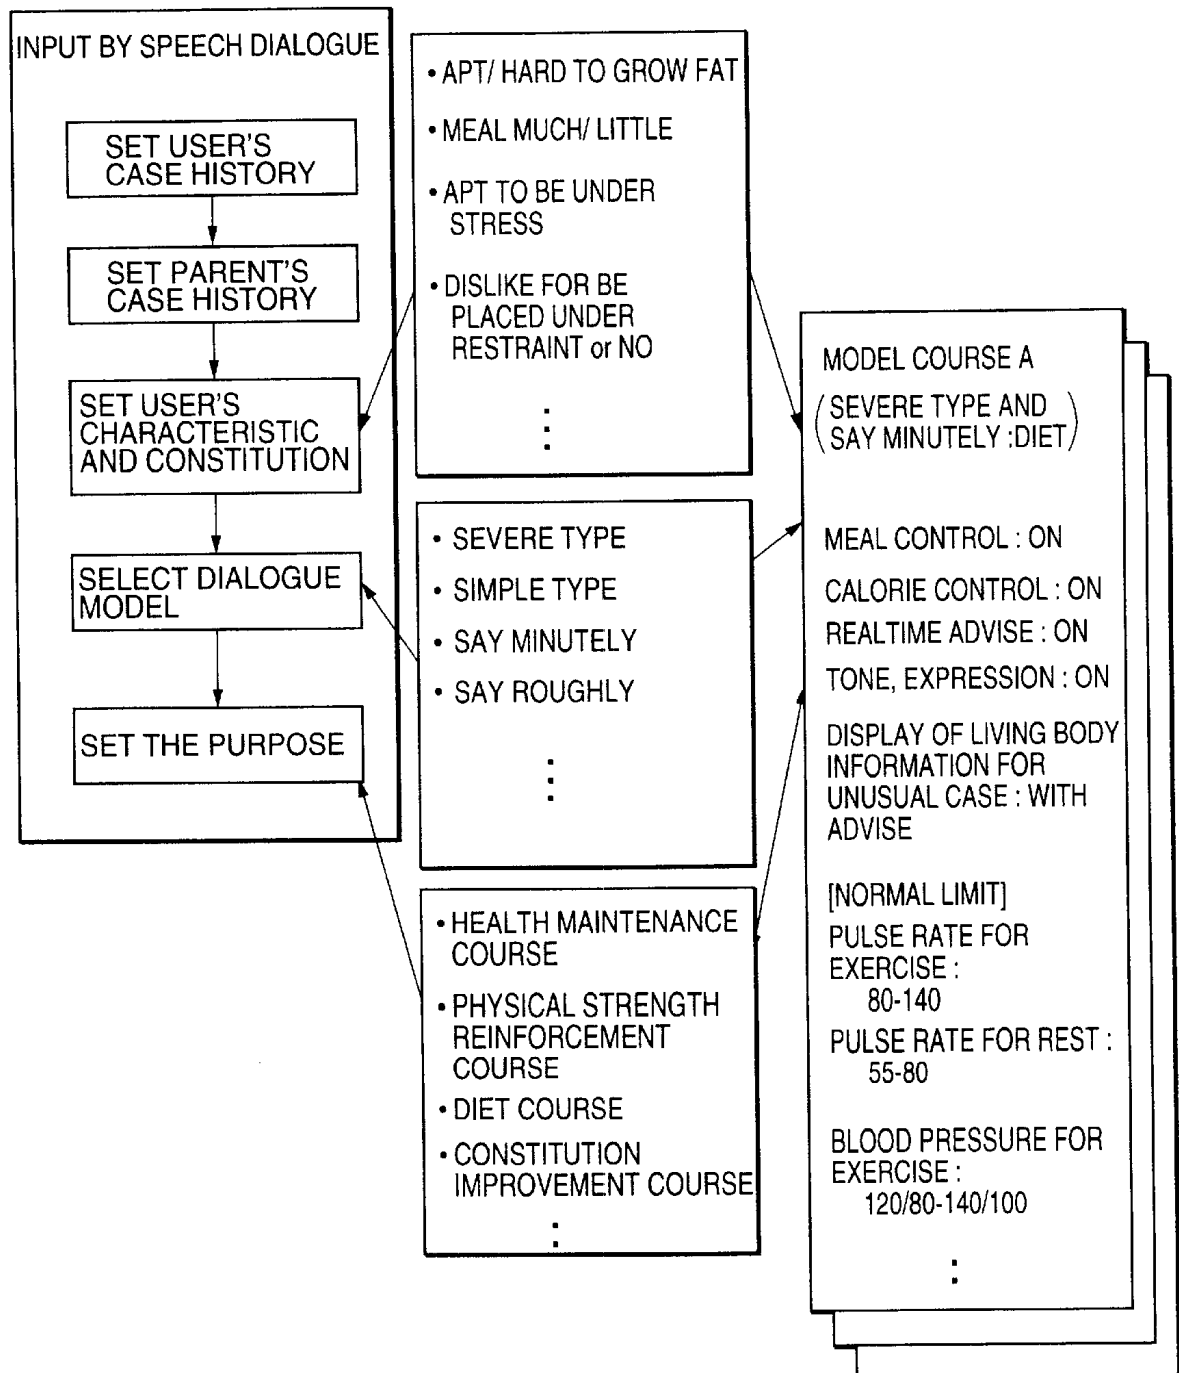 INPUT BY SPEECH DIALOGUE
SET USER'S
CASE HISTORY
SET PARENT'S
CASE HISTORY
SET USER'S
CHARACTERISTIC
AND CONSTITUTION
SELECT DIALOGUE
MODEL
SET THE PURPOSE
• APT/ HARD TO GROW FAT
• MEAL MUCH/ LITTLE
• APT TO BE UNDER
STRESS
• DISLIKE FOR BE
PLACED UNDER
RESTRAINT or NO
• SEVERE TYPE
• SIMPLE TYPE
• SAY MINUTELY
• SAY ROUGHLY
• HEALTH MAINTENANCE
COURSE
• PHYSICAL STRENGTH
REINFORCEMENT
COURSE
• DIET COURSE
• CONSTITUTION
IMPROVEMENT COURSE
MODEL COURSE A
(SEVERE TYPE AND
SAY MINUTELY :DIET)
MEAL CONTROL : ON
CALORIE CONTROL : ON
REALTIME ADVISE : ON
TONE, EXPRESSION : ON
DISPLAY OF LIVING BODY
INFORMATION FOR
UNUSUAL CASE : WITH
ADVISE
[NORMAL LIMIT]
PULSE RATE FOR
EXERCISE :
80-140
PULSE RATE FOR REST :
55-80
BLOOD PRESSURE FOR
EXERCISE :
120/80-140/100